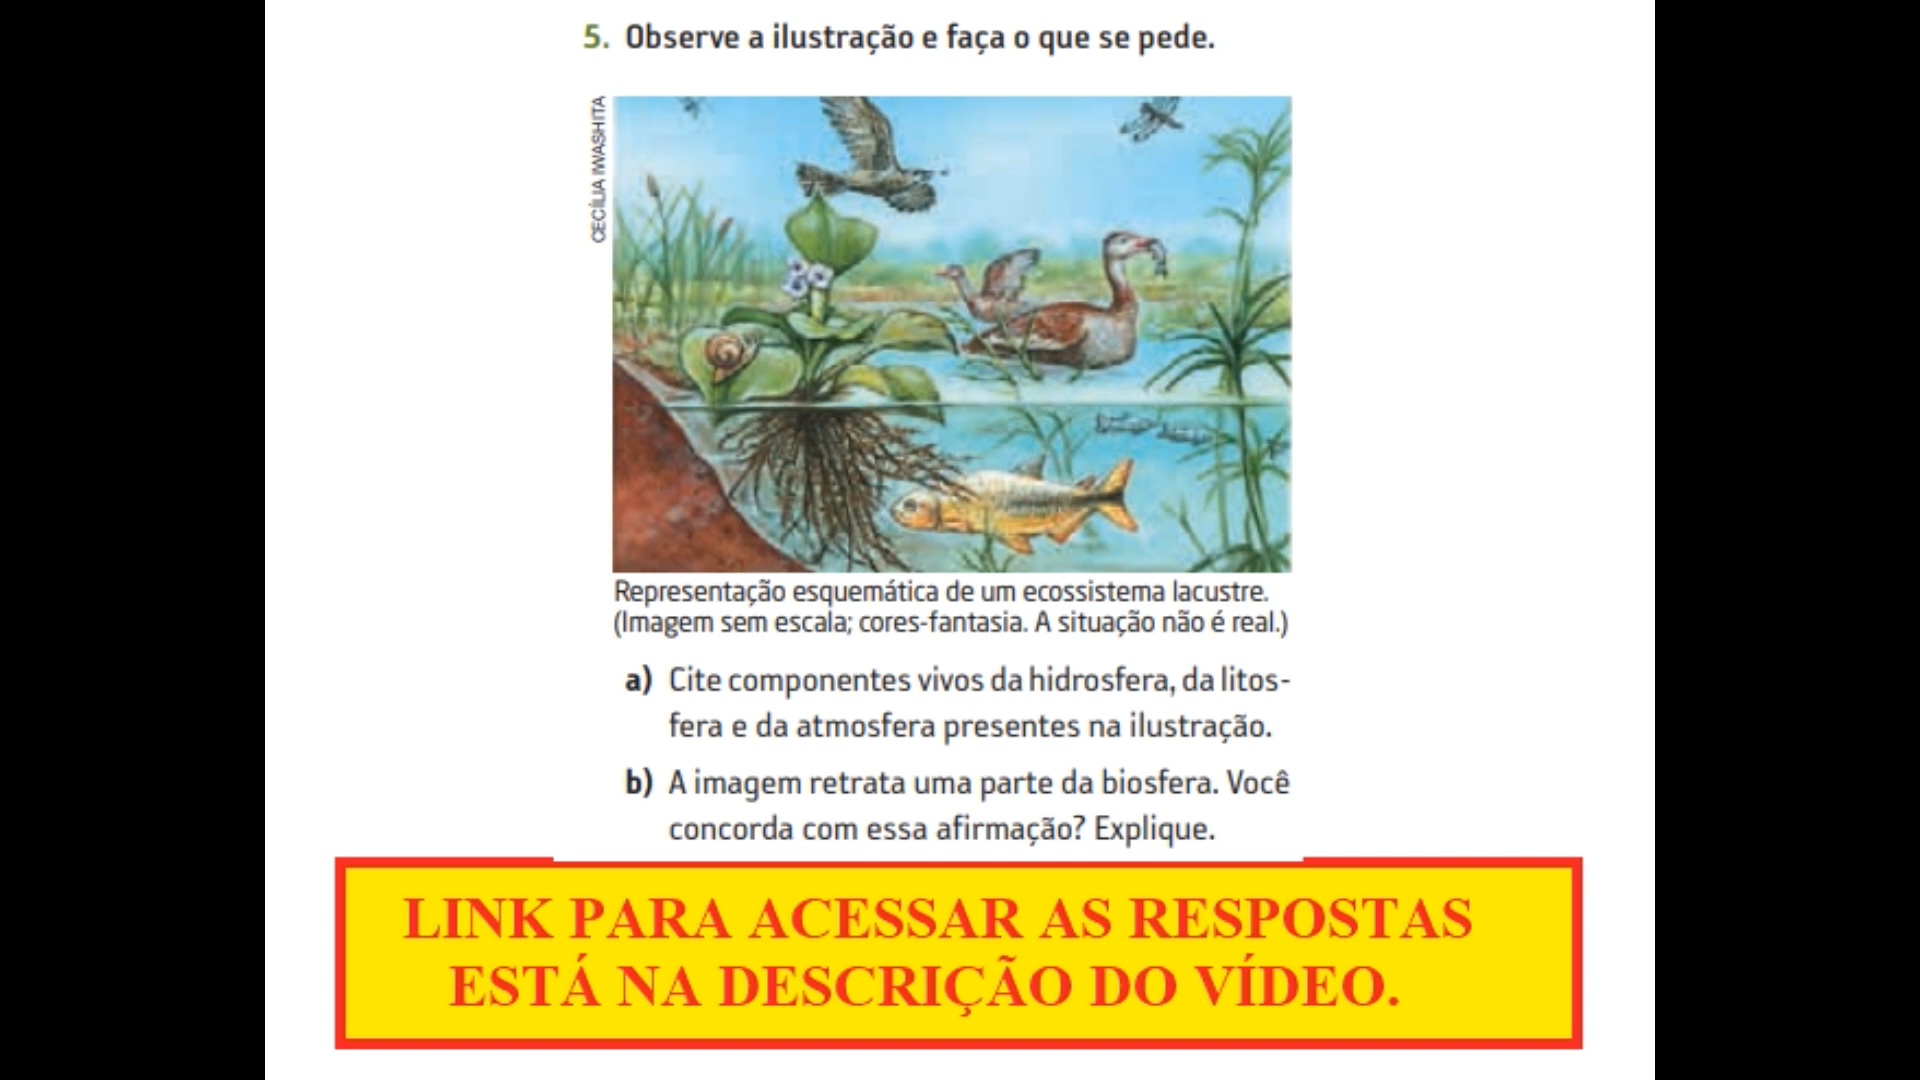 5. Observe a ilustração e faça o que se pede.
CECÍLIA IWASHITA
Representação esquemática de um ecossistema lacustre.
(Imagem sem escala; cores-fantasia. A situação não é real.)
a) Cite componentes vivos da hidrosfera, da litos-
fera e da atmosfera presentes na ilustração.
b) A imagem retrata uma parte da biosfera. Você
concorda com essa afirmação? Explique.
LINK PARA ACESSAR AS RESPOSTAS
ESTÁ NA DESCRIÇÃO DO VÍDEO.